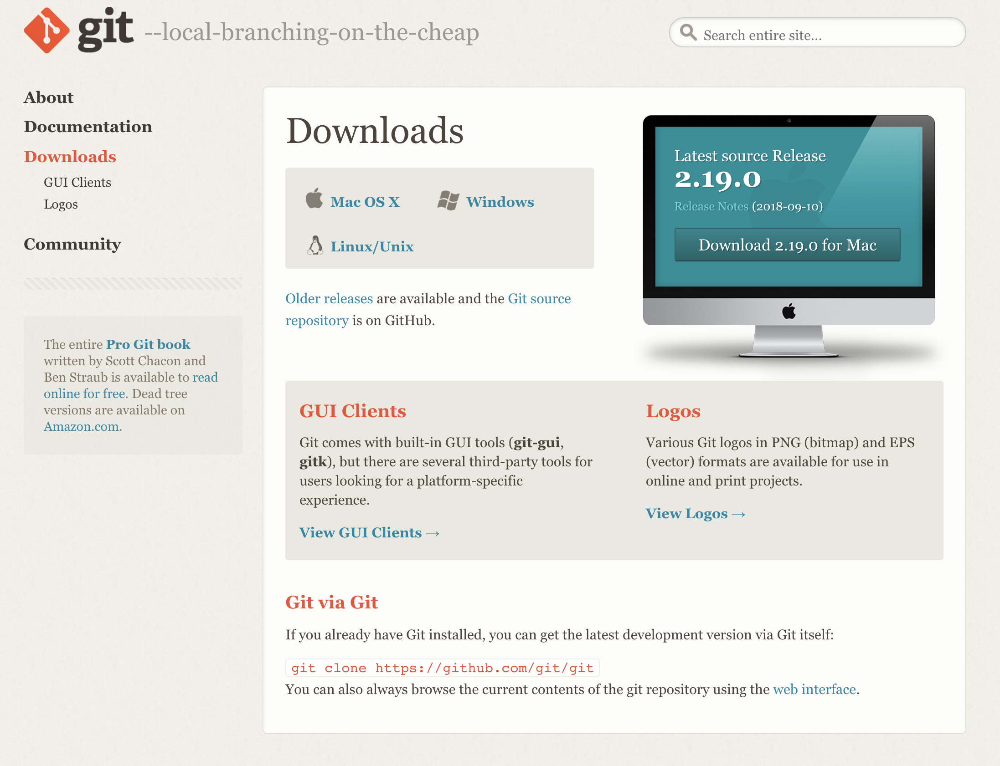 git --local-branching-on-the-cheap
Search entire site...
About
Documentation
Downloads
GUI Clients
Logos
Community
The entire Pro Git book
written by Scott Chacon and
Ben Straub is available to read
online for free. Dead tree
versions are available on
Amazon.com.
Downloads
Mac OS X
Windows
Linux/Unix
Older releases are available and the Git source
repository is on GitHub.
Latest source Release
2.19.0
Release Notes (2018-09-10)
Download 2.19.0 for Mac
GUI Clients
Git comes with built-in GUI tools (git-gui,
gitk), but there are several third-party tools for
users looking for a platform-specific
experience.
View GUI Clients →
Logos
Various Git logos in PNG (bitmap) and EPS
(vector) formats are available for use in
online and print projects.
View Logos →
Git via Git
If you already have Git installed, you can get the latest development version via Git itself:
git clone https://github.com/git/git
You can also always browse the current contents of the git repository using the web interface.